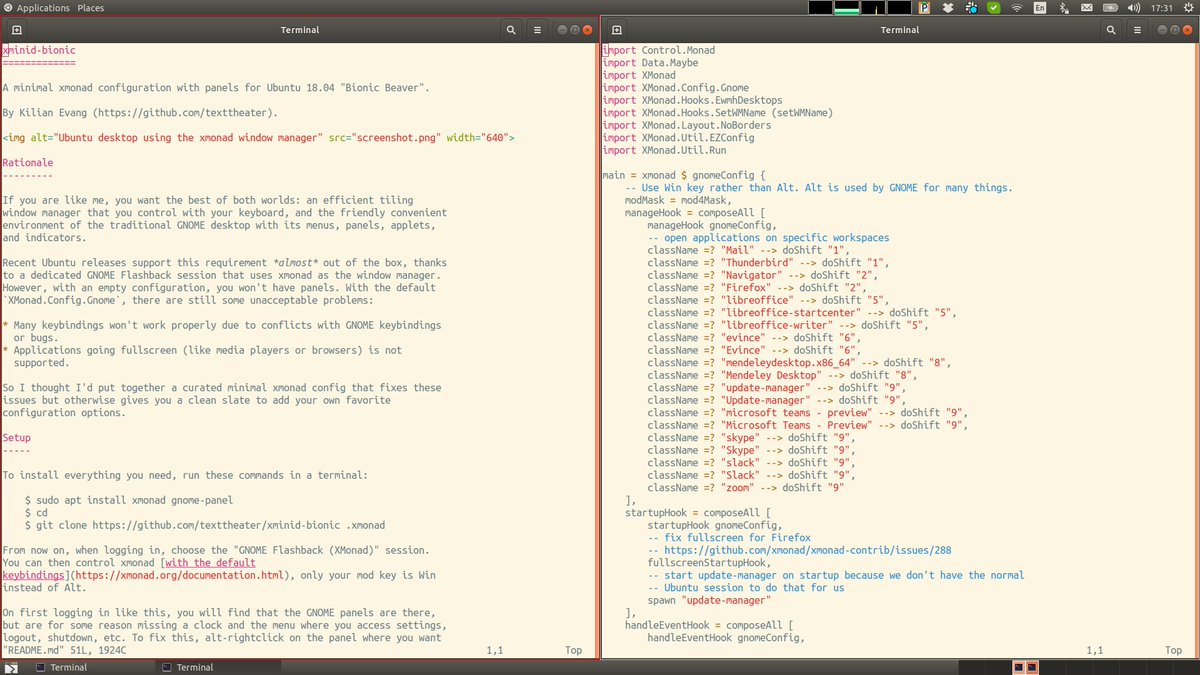 Applications Places
En
17:31
Terminal
xminid-bionic
=============
A minimal xmonad configuration with panels for Ubuntu 18.04 "Bionic Beaver".
By Kilian Evang (https://github.com/texttheater).
<img alt="Ubuntu desktop using the xmonad window manager" src="screenshot.png" width="640">
Rationale
---------
If you are like me, you want the best of both worlds: an efficient tiling
window manager that you control with your keyboard, and the friendly convenient
environment of the traditional GNOME desktop with its menus, panels, applets,
and indicators.
Recent Ubuntu releases support this requirement *almost* out of the box, thanks
to a dedicated GNOME Flashback session that uses xmonad as the window manager.
However, with an empty configuration, you won't have panels. With the default
`XMonad.Config.Gnome`, there are still some unacceptable problems:
* Many keybindings won't work properly due to conflicts with GNOME keybindings
or bugs.
* Applications going fullscreen (like media players or browsers) is not
supported.
So I thought I'd put together a curated minimal xmonad config that fixes these
issues but otherwise gives you a clean slate to add your own favorite
configuration options.
Setup
-----
To install everything you need, run these commands in a terminal:
$ sudo apt install xmonad gnome-panel
$ cd
$ git clone https://github.com/texttheater/xminid-bionic .xmonad
From now on, when logging in, choose the "GNOME Flashback (XMonad)" session.
You can then control xmonad [with the default
keybindings](https://xmonad.org/documentation.html), only your mod key is Win
instead of Alt.
On first logging in like this, you will find that the GNOME panels are there,
but are for some reason missing a clock and the menu where you access settings,
logout, shutdown, etc. To fix this, alt-rightclick on the panel where you want
"README.md" 51L, 1924C 1,1 Top
Terminal
import Control.Monad
import Data.Maybe
import XMonad
import XMonad.Config.Gnome
import XMonad.Hooks.EwmhDesktops
import XMonad.Hooks.SetWMName (setWMName)
import XMonad.Layout.NoBorders
import XMonad.Util.EZConfig
import XMonad.Util.Run
main = xmonad $ gnomeConfig {
-- Use Win key rather than Alt. Alt is used by GNOME for many things.
modMask = mod4Mask,
manageHook = composeAll [
manageHook gnomeConfig,
-- open applications on specific workspaces
className =? "Mail" --> doShift "1",
className =? "Thunderbird" --> doShift "1",
className =? "Navigator" --> doShift "2",
className =? "Firefox" --> doShift "2",
className =? "libreoffice" --> doShift "5",
className =? "libreoffice-startcenter" --> doShift "5",
className =? "libreoffice-writer" --> doShift "5",
className =? "evince" --> doShift "6",
className =? "Evince" --> doShift "6",
className =? "mendeleydesktop.x86_64" --> doShift "8",
className =? "Mendeley Desktop" --> doShift "8",
className =? "update-manager" --> doShift "9",
className =? "Update-manager" --> doShift "9",
className =? "microsoft teams - preview" --> doShift "9",
className =? "Microsoft Teams - Preview" --> doShift "9",
className =? "skype" --> doShift "9",
className =? "Skype" --> doShift "9",
className =? "slack" --> doShift "9",
className =? "Slack" --> doShift "9",
className =? "zoom" --> doShift "9"
],
startupHook = composeAll [
startupHook gnomeConfig,
-- fix fullscreen for Firefox
-- https://github.com/xmonad/xmonad-contrib/issues/288
fullscreenStartupHook,
-- start update-manager on startup because we don't have the normal
-- Ubuntu session to do that for us
spawn "update-manager"
],
handleEventHook = composeAll [
handleEventHook gnomeConfig,
1,1 Top
Terminal
Terminal